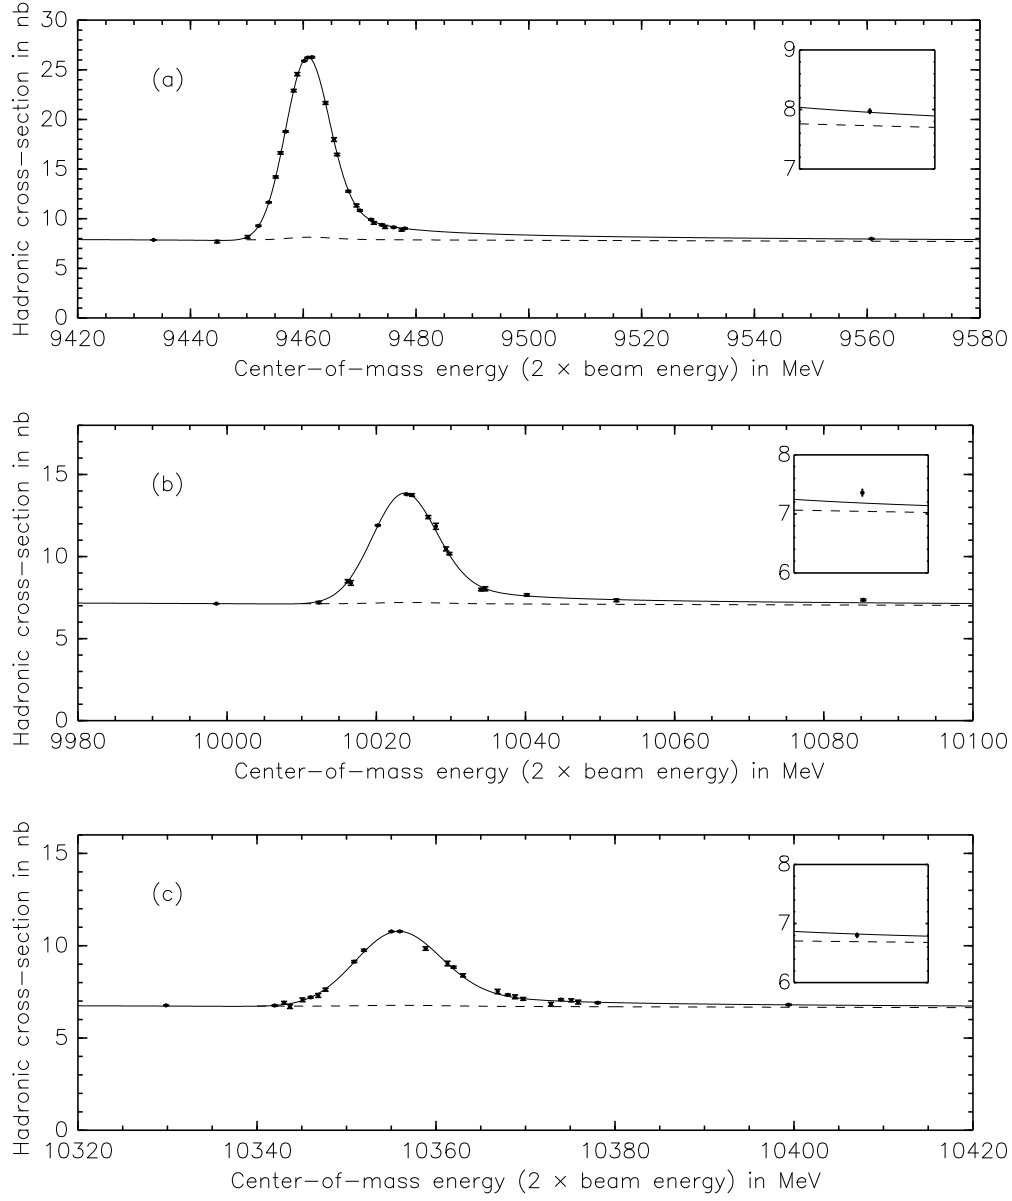 30
25
20
15
10
5
0
Hadronic cross-section in nb
(a)
9
8
7
9420 9440 9460 9480 9500 9520 9540 9560 9580
Center-of-mass energy (2 × beam energy) in MeV
15
10
5
0
Hadronic cross-section in nb
(b)
8
7
6
9980 10000 10020 10040 10060 10080 10100
Center-of-mass energy (2 × beam energy) in MeV
15
10
5
0
Hadronic cross-section in nb
(c)
8
7
6
10320 10340 10360 10380 10400 10420
Center-of-mass energy (2 × beam energy) in MeV